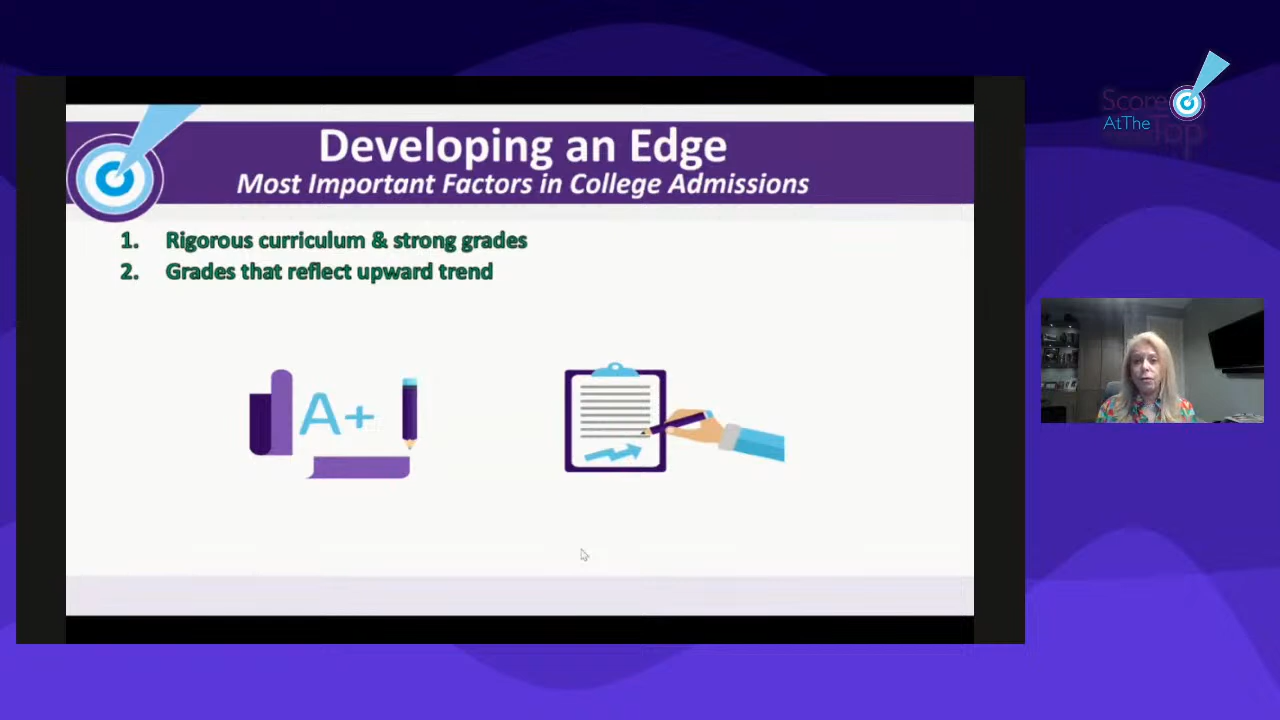 Developing an Edge
Most Important Factors in College Admissions
1. Rigorous curriculum & strong grades
2. Grades that reflect upward trend
A+
Score
AtThe
Top